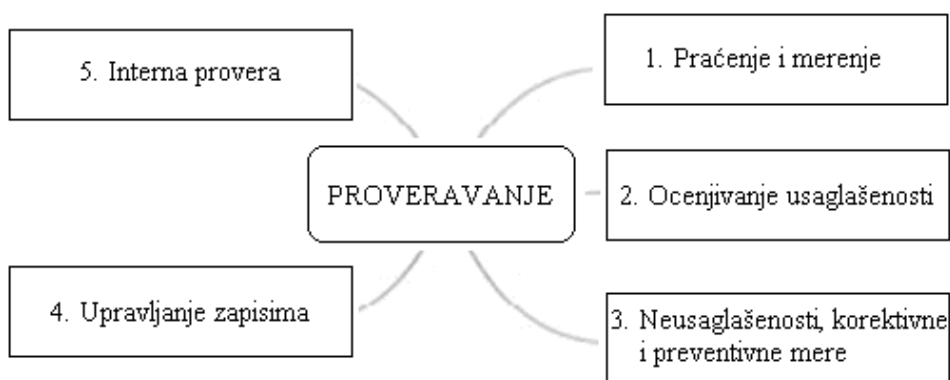 5. Interna provera
1. Praćenje i merenje
PROVERAVANJE
2. Ocenjivanje usaglašenosti
4. Upravljanje zapisima
3. Neusaglašenosti, korektivne
i preventivne mere